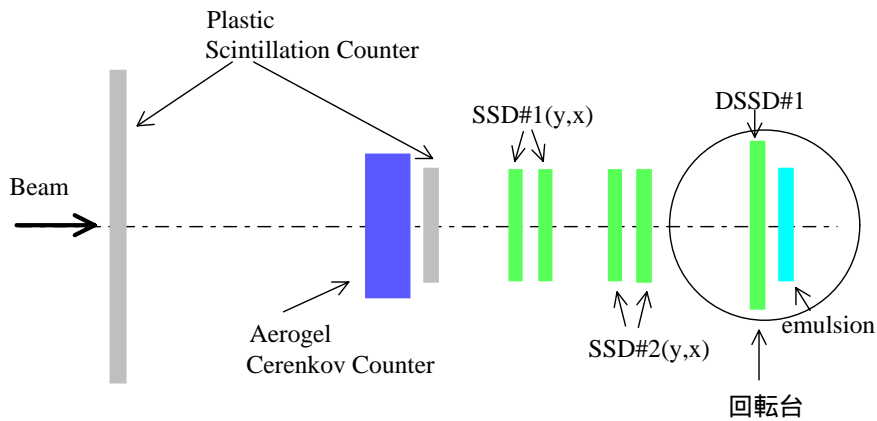 Plastic
Scintillation Counter
DSSD#1
SSD#1(y,x)
Beam
emulsion
Aerogel
Cerenkov Counter
SSD#2(y,x)
回転台